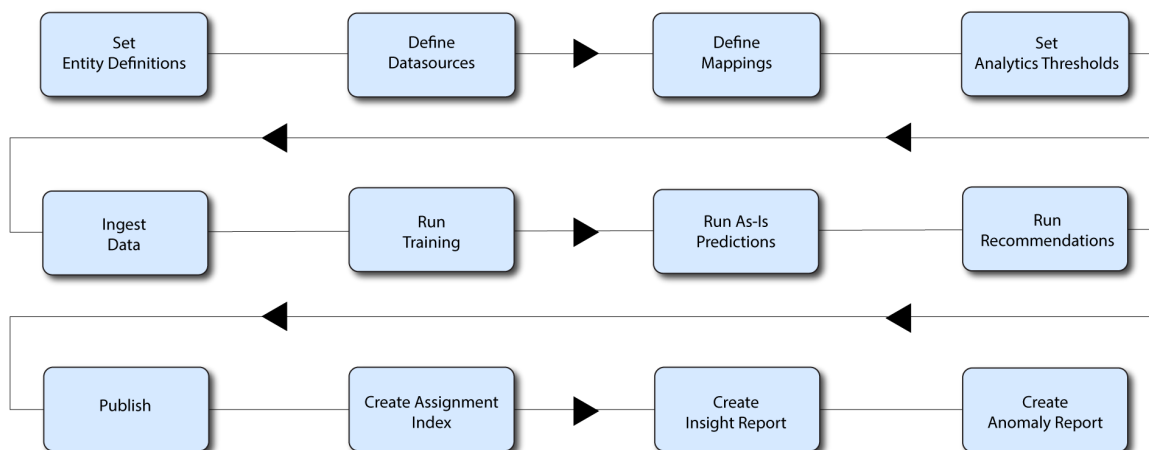 Set
Entity Definitions
Define
Datasources
Define
Mappings
Set
Analytics Thresholds
Ingest
Data
Run
Training
Run As-Is
Predictions
Run
Recommendations
Publish
Create Assignment
Index
Create
Insight Report
Create
Anomaly Report